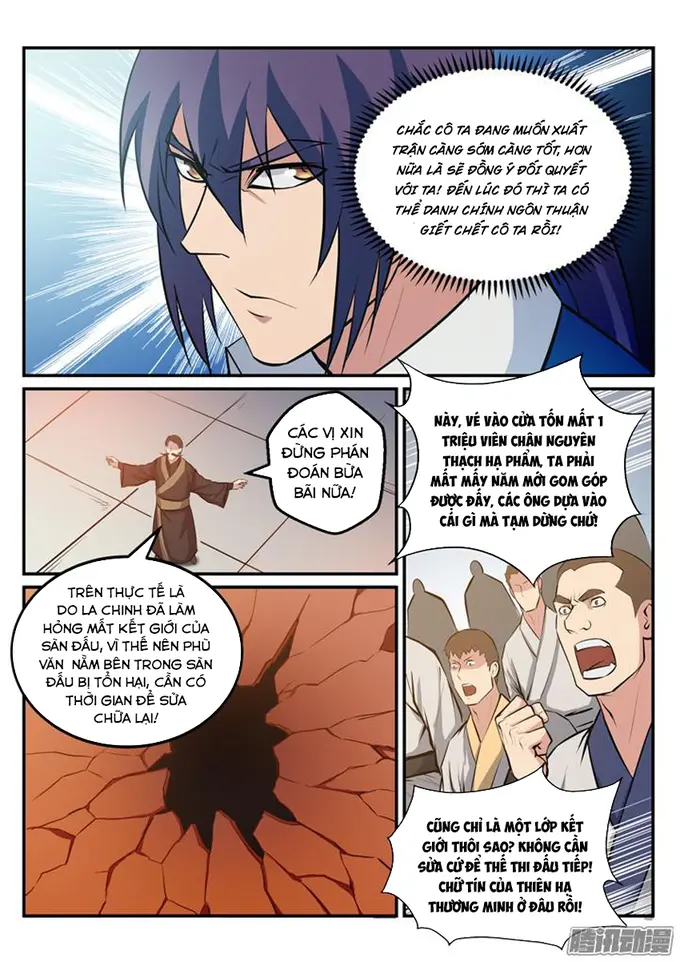 CHẮC CÔ TA ĐANG MUỐN XUẤT
TRẬN CÀNG SỚM CÀNG TỐT, HƠN
NỮA LÀ SẼ ĐỒNG Ý ĐỐI QUYẾT
VỚI TA! ĐẾN LÚC ĐÓ THÌ TA CÓ
THỂ DANH CHÍNH NGÔN THUẬN
GIẾT CHẾT CÔ TA RỒI!
CÁC VỊ XIN
ĐỪNG PHÁN
ĐOÁN BỪA
BÃI NỮA!
NÀY, VÉ VÀO CỬA TỐN MẤT 1
TRIỆU VIÊN CHÂN NGUYÊN
THẠCH HẠ PHẨM, TA PHẢI
MẤT MẤY NĂM MỚI GOM GÓP
ĐƯỢC ĐẤY, CÁC ÔNG DỰA VÀO
CÁI GÌ MÀ TẠM DỪNG CHỨ!
TRÊN THỰC TẾ LÀ
DO LA CHINH ĐÃ LÀM
HỎNG MẤT KẾT GIỚI CỦA
SÂN ĐẤU, VÌ THẾ NÊN PHÙ
VĂN NẰM BÊN TRONG SÂN
ĐẤU BỊ TỔN HẠI, CẦN CÓ
THỜI GIAN ĐỂ SỬA
CHỮA LẠI!
CŨNG CHỈ LÀ MỘT LỚP KẾT
GIỚI THÔI SAO? KHÔNG CẦN
SỬA CỨ ĐỂ THẾ THI ĐẤU TIẾP!
CHỮ TÍN CỦA THIÊN HẠ
THƯƠNG MINH Ở ĐÂU RỒI!
腾讯动漫